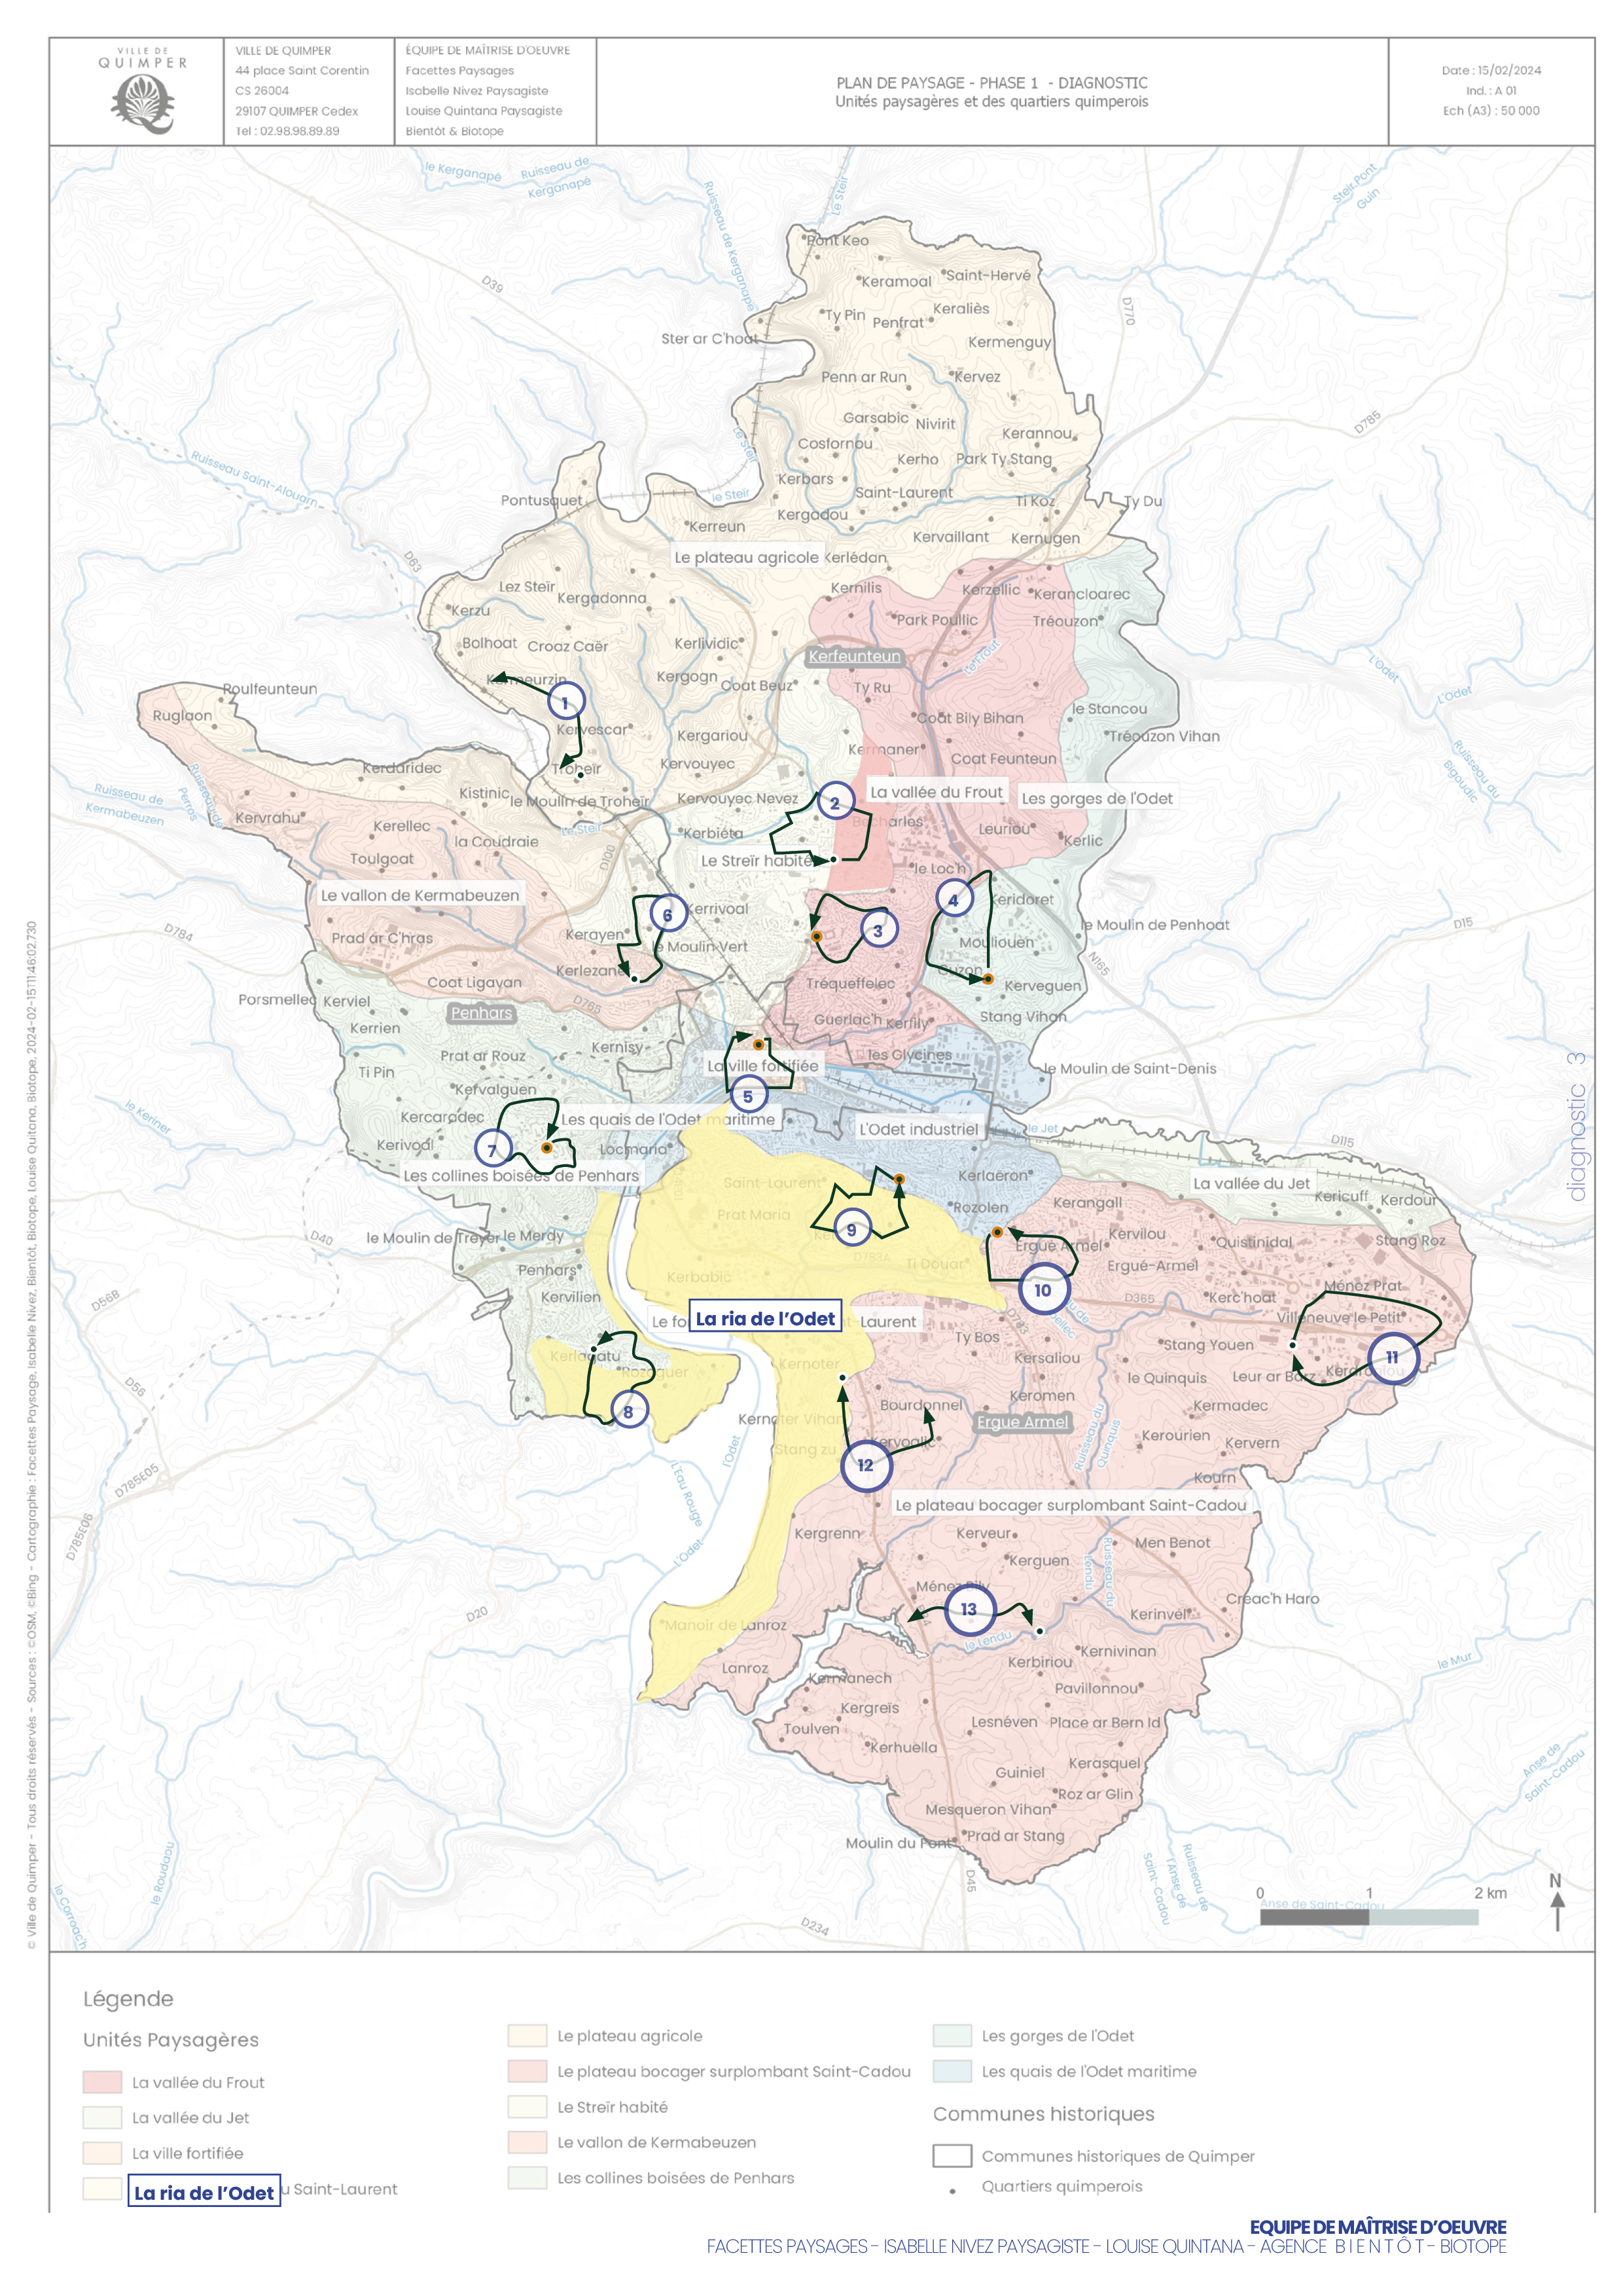 VILLE DE
QUIMPER
VILLE DE QUIMPER
44 place Saint Corentin
CS 26004
29107 QUIMPER Cedex
Tel : 02.98.98.89.89
ÉQUIPE DE MAÎTRISE D'OEUVRE
Facettes Paysages
Isabelle Nivez Paysagiste
Louise Quintana Paysagiste
Bientôt & Biotope
PLAN DE PAYSAGE - PHASE 1 - DIAGNOSTIC
Unités paysagères et des quartiers quimperois
Date : 15/02/2024
Ind. : A 01
Ech (A3) : 50 000
le Kerganapé
Ruisseau de
Kerganapé
Ruisseau de Kerganapé
Le Steir
Steir Pont
Guin
Pont Keo
Keramoal
Saint-Hervé
D39
Ty Pin
Penfrat
Keraliès
D770
Ster ar C'hoat
Kermenguy
Penn ar Run
Kervez
Garsabic
Nivirit
D785
Cosfornou
Kerannou
Le Steir
Kerho
Park Ty Stang
Ruisseau Saint-Alouarn
Kerbars
le Steir
Saint-Laurent
Pontusquet
Ti Koz
Ty Du
Kergadou
Kerreun
Kervaillant
Kernugen
Le plateau agricole
Kerlédan
D63
Lez Steir
Kergadonna
Kernilis
Kerzellic
Kerancloarec
Kerzu
Park Poullic
Tréouzon
Bolhoat
Croaz Caër
Kerlividic
Kerfeunteun
Le Frout
L'Odet
Kermeurzin
Kergogn
Coat Beuz
Ty Ru
Roulfeunteun
L'Odet
1
Ruglaon
Kervescar
Kergariou
Coat Bily Bihan
le Stancou
Tréouzon Vihan
Kermaner
Coat Feunteun
Kerdaridec
Troheïr
Kervouyec
Ruisseau du
Bigoudic
Ruisseau de
Kermabeuzen
Ruisseau de
Perros
Kistinic
le Moulin de Troheir
Kervouyec Nevez
2
La vallée du Frout
Les gorges de l'Odet
Kervrahu
Kerellec
Le Steir
Kerbiéta
Leuriou
la Coudraie
Kerlic
Toulgoat
D100
Le Streïr habité
le Loc'h
Le vallon de Kermabeuzen
4
Keridoret
6
Kerrivoal
3
le Moulin de Penhoat
D15
D784
Prad ar C'hras
Kerayen
le Moulin Vert
Mouliouen
Kerlezane
Cuzon
N165
Coat Ligavan
Tréqueffelec
Kerveguen
Porsmellec
Kerviel
D765
Penhars
Guerlac'h
Kerfily
Stang Vihan
Kerrien
Kernisy
Prat ar Rouz
les Glycines
La ville fortifiée
Ti Pin
le Moulin de Saint-Denis
Kefvalguen
5
le Keriner
Kercaradec
Les quais de l'Odet maritime
L'Odet industriel
le Jet
D115
Kerivoal
7
Locmaria
Les collines boisées de Penhars
Saint-Laurent
Kerlaëron
La vallée du Jet
Kericuff
Kerdour
Prat Maria
Rozolen
Kerangall
9
le Moulin de Treyer
le Merdy
Ergué Armel
Kervilou
Quistinidal
Stang Roz
D40
D783A
Ti Douar
Penhars
Kerbabic
Ergué-Armel
Ménez Prat
10
D365
Kerc'hoat
Kervilien
D56B
Villeneuve le Petit
La ria de l'Odet
t-Laurent
D783
Ty Bos
Stang Youen
Kersaliou
11
Kerlagatu
Kernoter
Rozaguer
le Quinquis
Leur ar Barz
D56
Keromen
8
Bourdonnel
Kermadec
Kernoter Vihan
Ergue Armel
Ruisseau du
Quinquis
Kerourien
Kervern
Stang zu
l'Odet
12
Kervoalic
D785E05
L'Eau Rouge
Kourn
Le plateau bocager surplombant Saint-Cadou
D785E06
Kergrenn
Kerveur
Men Benot
L'Odet
Kerguen
Lendu
Ruisseau du
Ménez Bily
Creac'h Haro
13
D20
Manoir de Lanroz
Kerinvel
le Lendu
Kernivinan
Kerbiriou
le Mur
Lanroz
Kermanech
Pavillonnou
Kergreïs
Lesnéven
Place ar Bern Id
Toulven
Kerhuella
Kerasquel
Anse de
Saint-Cadou
Guiniel
Roz ar Glin
Mesqueron Vihan
Moulin du Pont
Prad ar Stang
le Roudaou
le Corroac'h
D45
Saint-Cadou
l'Anse de
Ruisseau de
D234
Anse de Saint-Cadou
0 1 2 km
N
diagnostic 3
© Ville de Quimper - Tous droits réservés - Sources : ©OSM, ©Bing - Cartographie : Facettes Paysage, Isabelle Nivez, Bientôt, Biotope, Louise Quitana, Biotope, 2024-02-15T11:46:02.730
Légende
Unités Paysagères
La vallée du Frout
La vallée du Jet
La ville fortifiée
La ria de l'Odet
u Saint-Laurent
Le plateau agricole
Le plateau bocager surplombant Saint-Cadou
Le Streïr habité
Le vallon de Kermabeuzen
Les collines boisées de Penhars
Les gorges de l'Odet
Les quais de l'Odet maritime
Communes historiques
Communes historiques de Quimper
Quartiers quimperois
EQUIPE DE MAÎTRISE D'OEUVRE
FACETTES PAYSAGES - ISABELLE NIVEZ PAYSAGISTE - LOUISE QUINTANA - AGENCE BIENTÔT - BIOTOPE